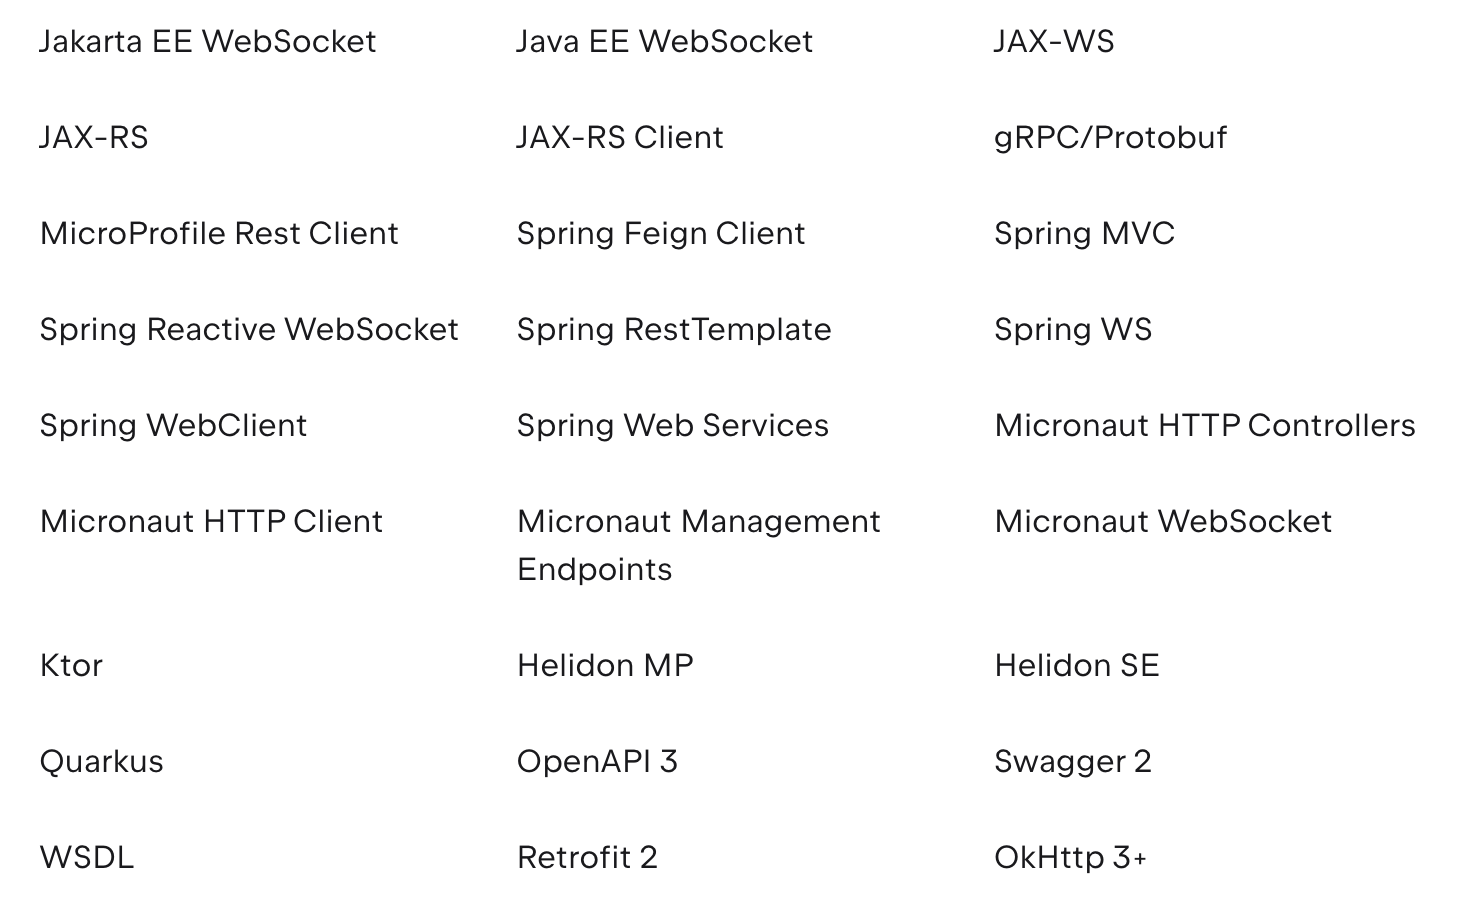 Jakarta EE WebSocket
Java EE WebSocket
JAX-WS
JAX-RS
JAX-RS Client
gRPC/Protobuf
MicroProfile Rest Client
Spring Feign Client
Spring MVC
Spring Reactive WebSocket
Spring RestTemplate
Spring WS
Spring WebClient
Spring Web Services
Micronaut HTTP Controllers
Micronaut HTTP Client
Micronaut Management
Endpoints
Micronaut WebSocket
Ktor
Helidon MP
Helidon SE
Quarkus
OpenAPI 3
Swagger 2
WSDL
Retrofit 2
OkHttp 3+